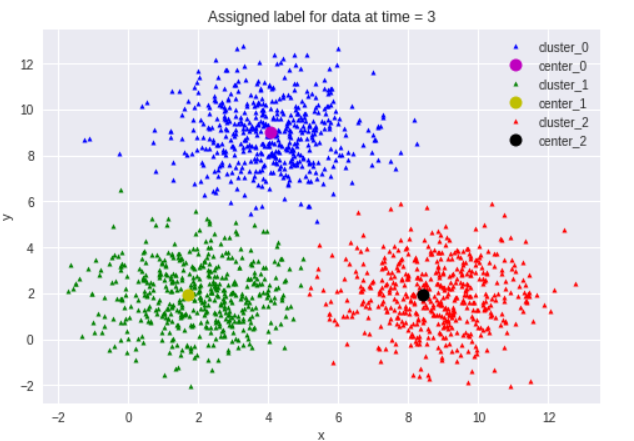 Assigned label for data at time = 3
cluster_0
center_0
cluster_1
center_1
cluster_2
center_2
12
10
8
6
4
2
0
−2
y
−2 0 2 4 6 8 10 12
x